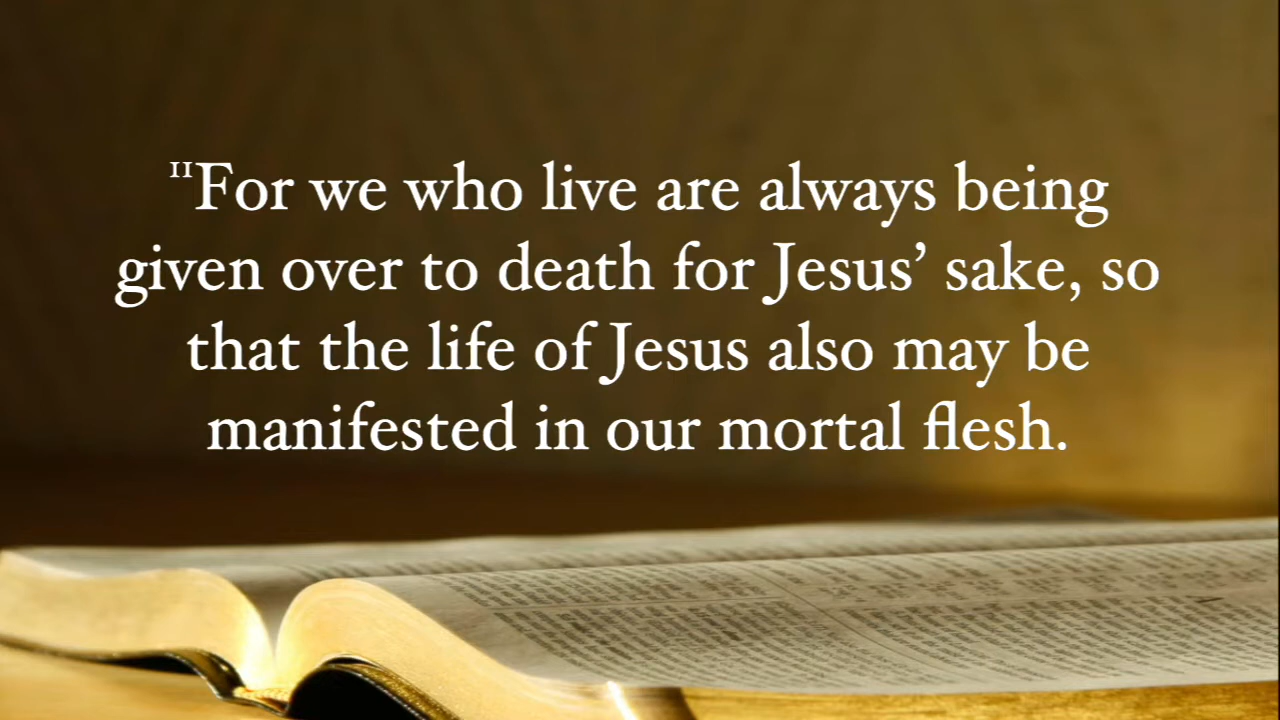 ¹¹For we who live are always being
given over to death for Jesus’ sake, so
that the life of Jesus also may be
manifested in our mortal flesh.